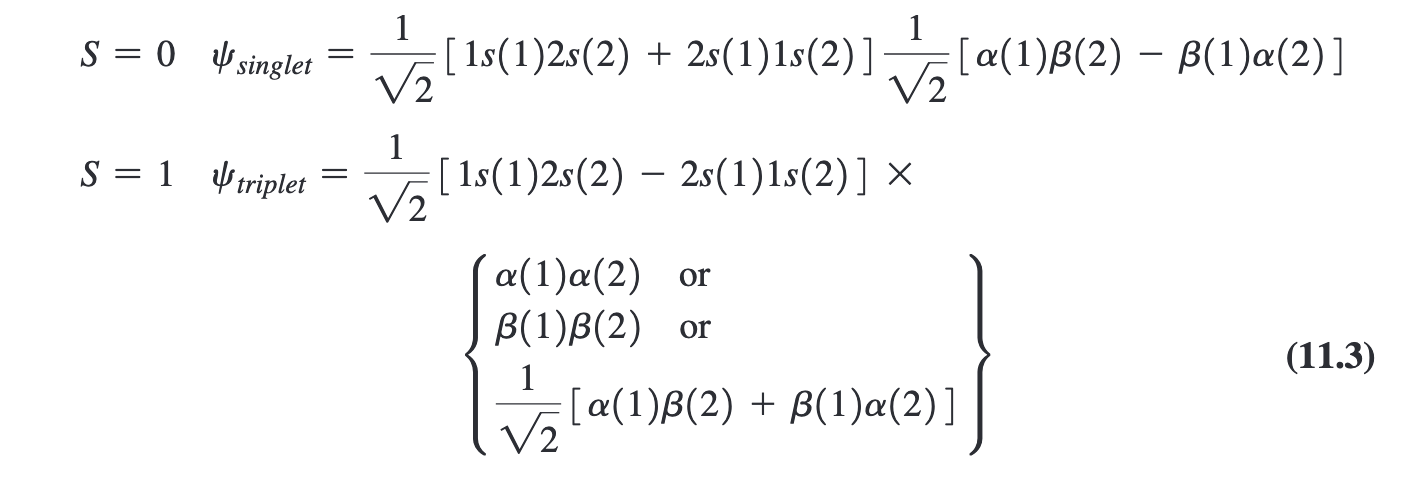 S = 0 ψ_singlet = 1/√2 [1s(1)2s(2) + 2s(1)1s(2)] 1/√2 [α(1)β(2) − β(1)α(2)]
S = 1 ψ_triplet = 1/√2 [1s(1)2s(2) − 2s(1)1s(2)] ×
{ α(1)α(2) or
β(1)β(2) or
1/√2 [α(1)β(2) + β(1)α(2)] }
(11.3)